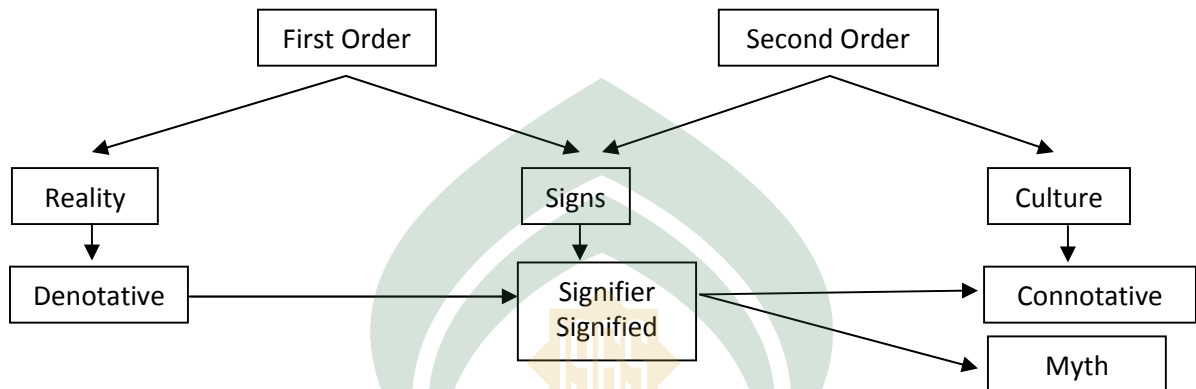 First Order
Second Order
Reality
Signs
Culture
Denotative
Signifier
Signified
Connotative
Myth